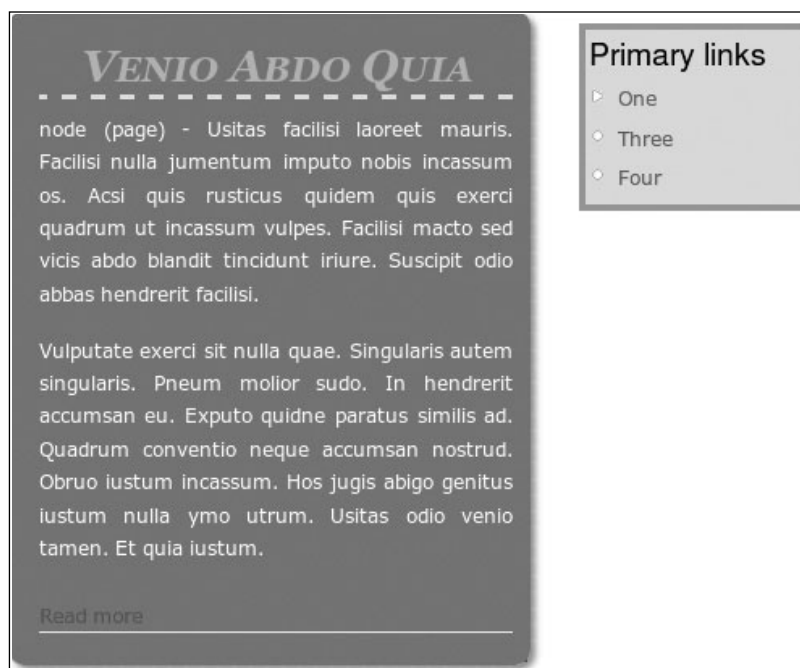 Venio Abdo Quia
node (page) - Usitas facilisi laoreet mauris.
Facilisi nulla jumentum imputo nobis incassum
os. Acsi quis rusticus quidem quis exerci
quadrum ut incassum vulpes. Facilisi macto sed
vicis abdo blandit tincidunt iriure. Suscipit odio
abbas hendrerit facilisi.
Vulputate exerci sit nulla quae. Singularis autem
singularis. Pneum molior sudo. In hendrerit
accumsan eu. Exputo quidne paratus similis ad.
Quadrum conventio neque accumsan nostrud.
Obruo iustum incassum. Hos jugis abigo genitus
iustum nulla ymo utrum. Usitas odio venio
tamen. Et quia iustum.
Read more
Primary links
One
Three
Four